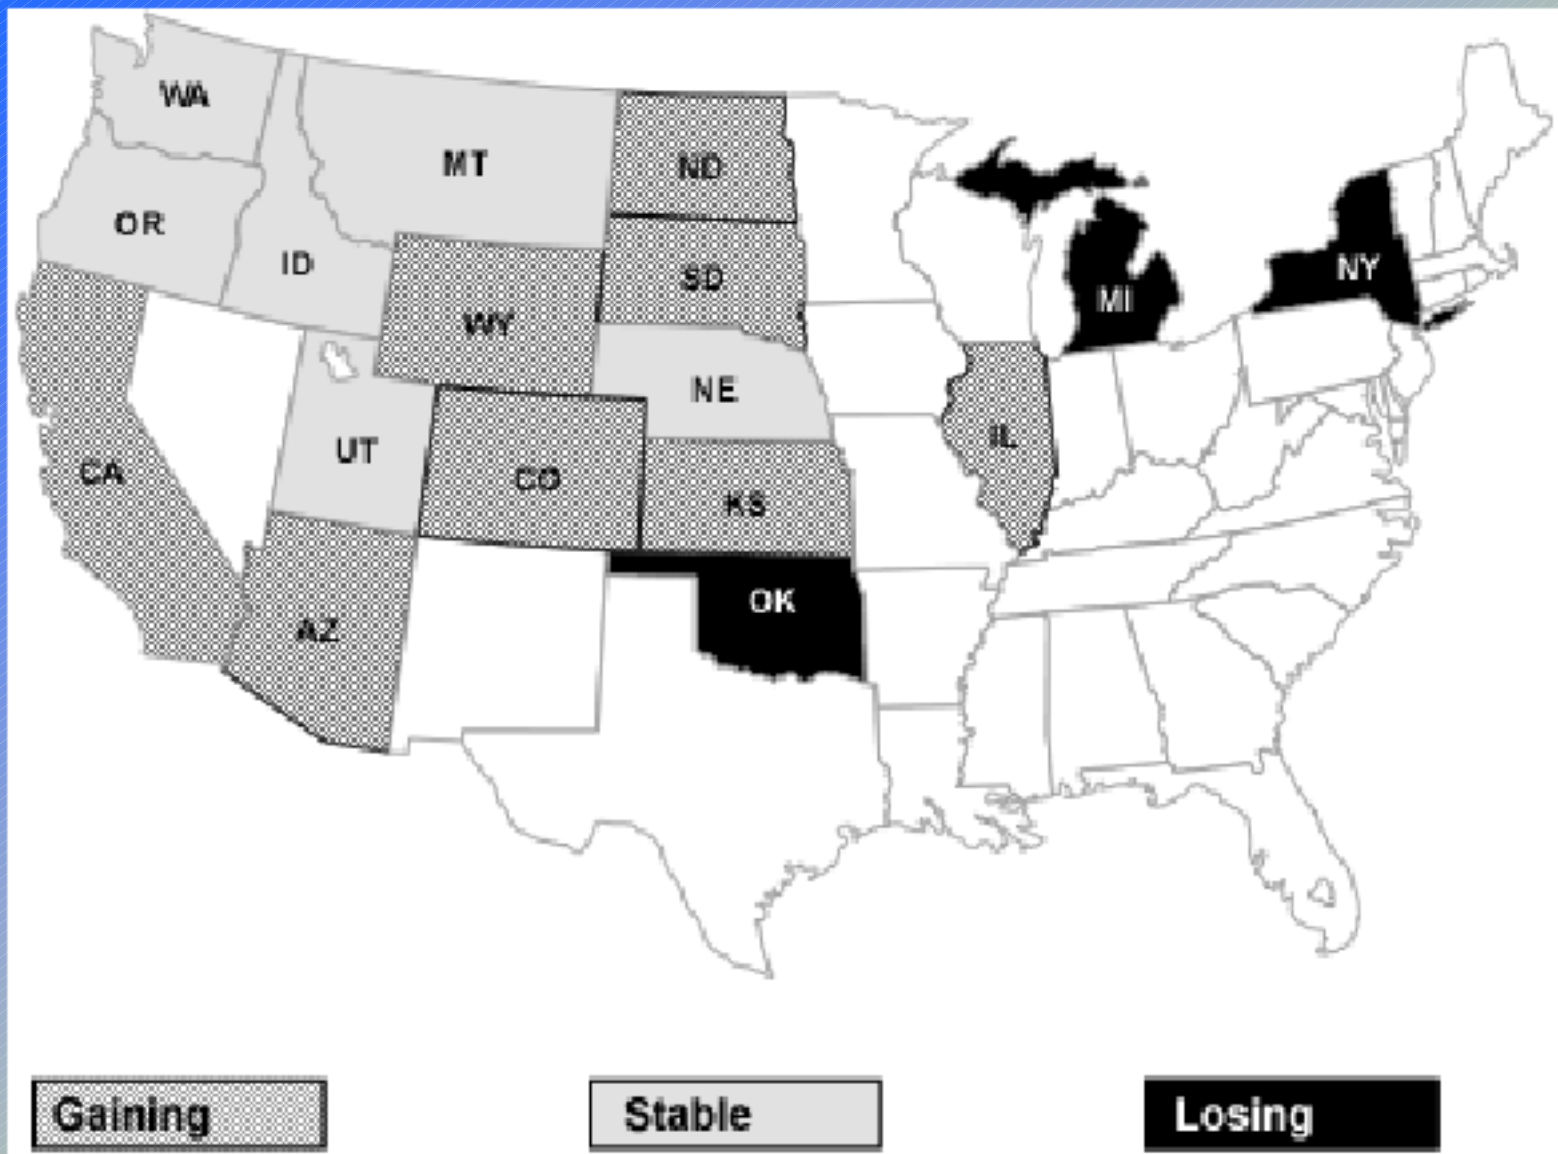 WA
MT
ND
OR
ID
SD
NY
MI
WY
NE
IL
UT
CA
CO
KS
OK
AZ
Gaining
Stable
Losing